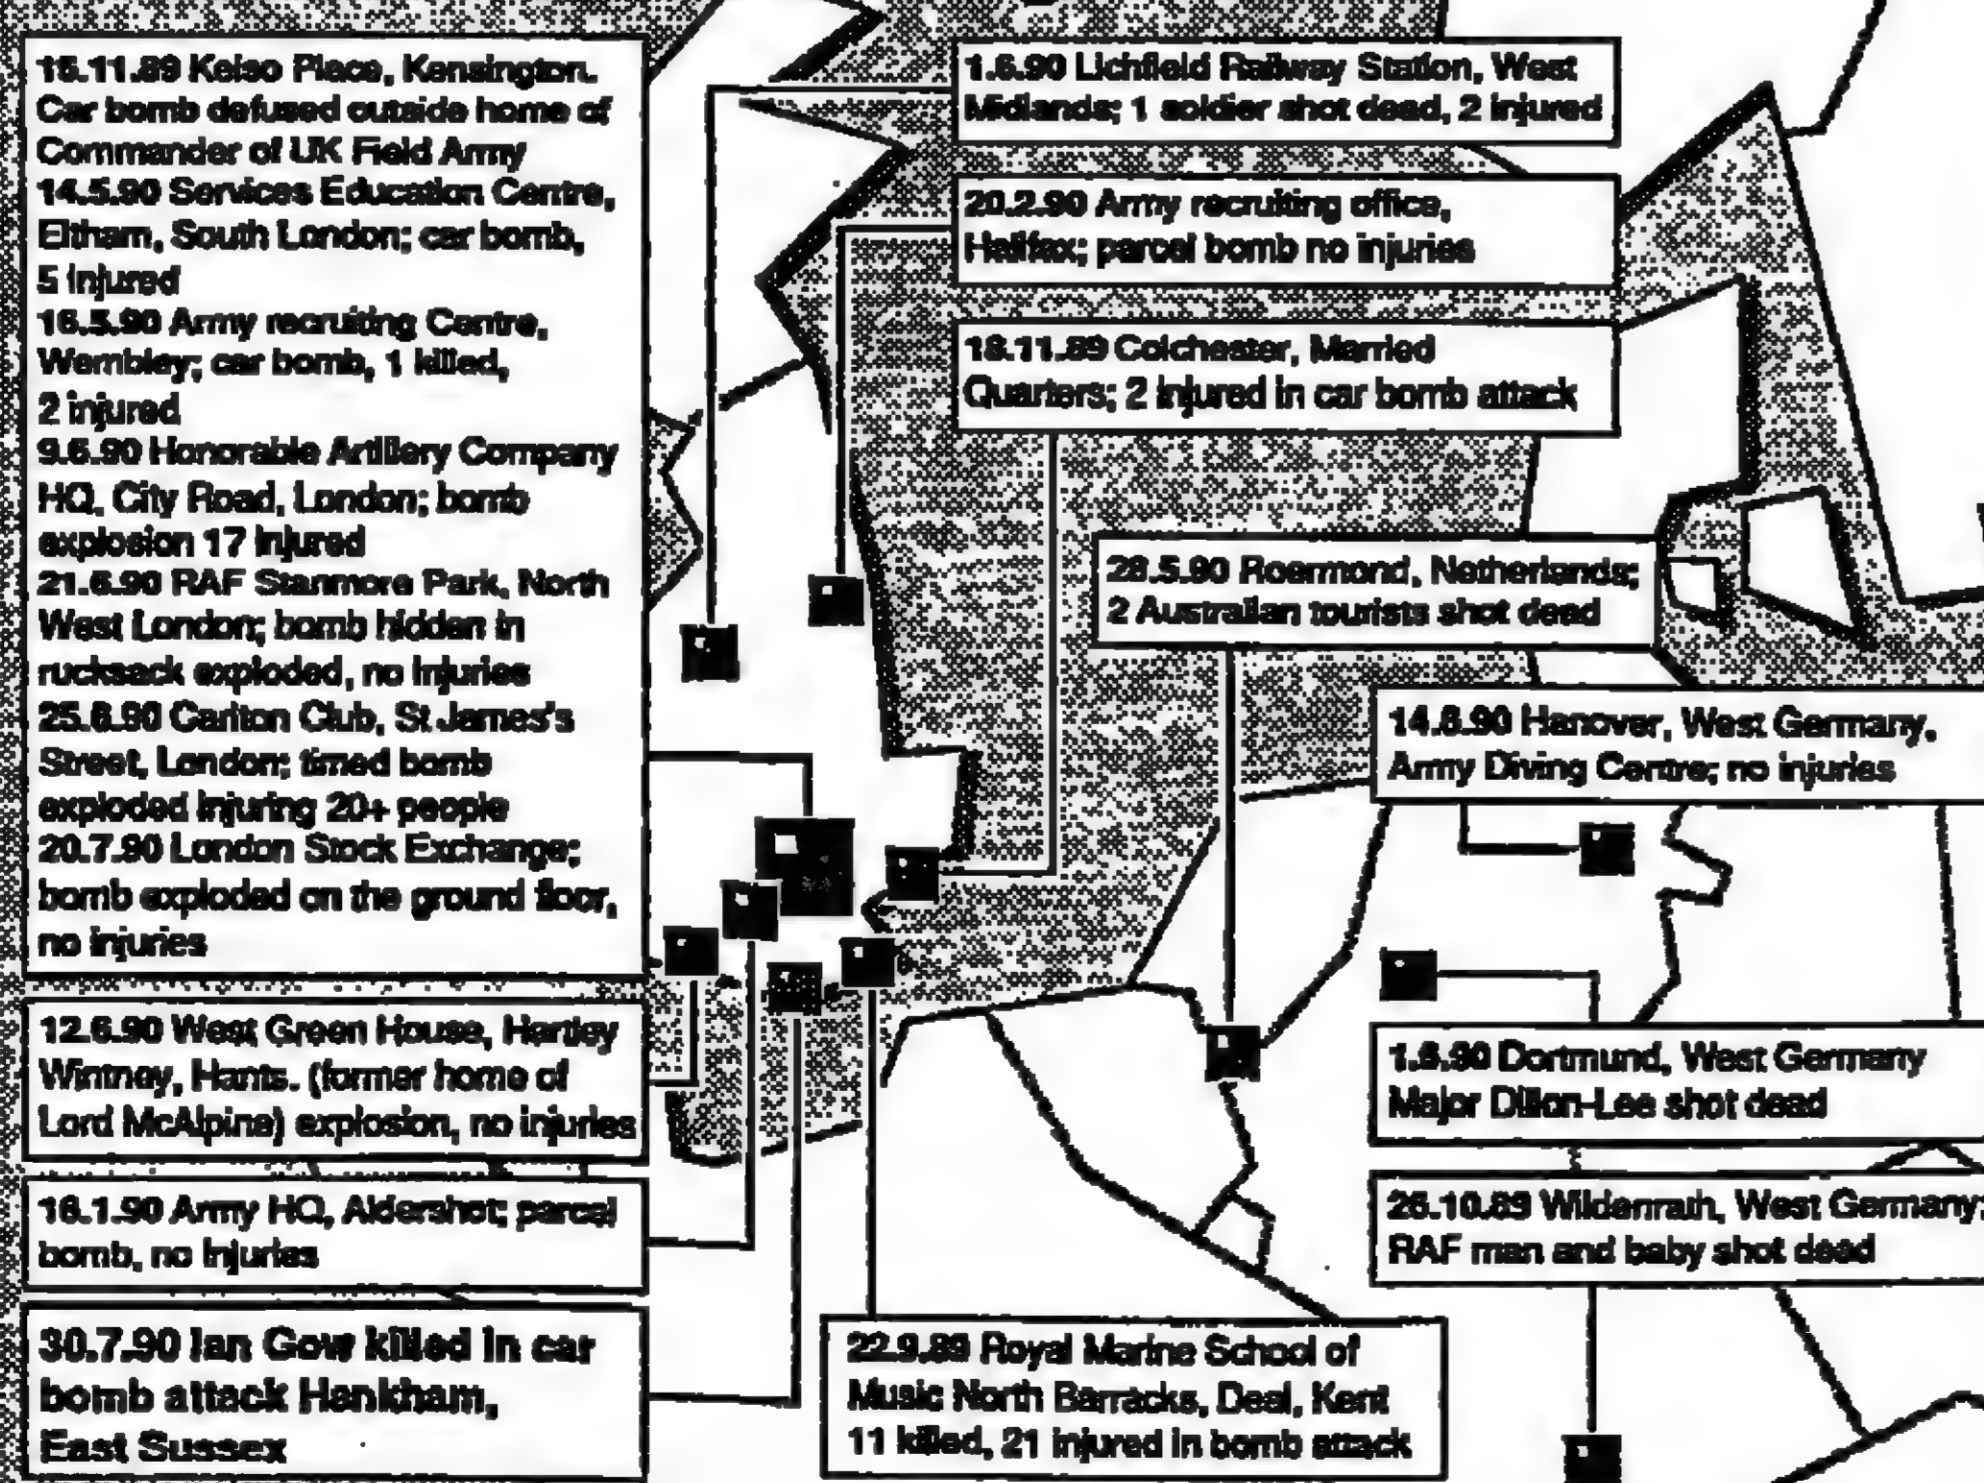 15.11.89 Kelso Place, Kensington.
Car bomb defused outside home of
Commander of UK Field Army
14.5.90 Services Education Centre,
Eltham, South London; car bomb,
5 injured
16.5.90 Army recruiting Centre,
Wembley; car bomb, 1 killed,
2 injured
9.6.90 Honorable Artillery Company
HQ, City Road, London; bomb
explosion 17 injured
21.6.90 RAF Stanmore Park, North
West London; bomb hidden in
rucksack exploded, no injuries
25.6.90 Carlton Club, St James's
Street, London; timed bomb
exploded injuring 20+ people
20.7.90 London Stock Exchange;
bomb exploded on the ground floor,
no injuries
12.6.90 West Green House, Hartley
Wintney, Hants. (former home of
Lord McAlpine) explosion, no injuries
16.1.90 Army HQ, Aldershot; parcel
bomb, no injuries
30.7.90 Ian Gow killed in car
bomb attack Hankham,
East Sussex
1.6.90 Lichfield Railway Station, West
Midlands; 1 soldier shot dead, 2 injured
20.2.90 Army recruiting office,
Halifax; parcel bomb no injuries
18.11.89 Colchester, Married
Quarters; 2 injured in car bomb attack
28.5.90 Roermond, Netherlands;
2 Australian tourists shot dead
14.6.90 Hanover, West Germany,
Army Diving Centre; no injuries
1.6.90 Dortmund, West Germany
Major Dillon-Lee shot dead
26.10.89 Wildenrath, West Germany;
RAF man and baby shot dead
22.9.89 Royal Marine School of
Music North Barracks, Deal, Kent
11 killed, 21 injured in bomb attack